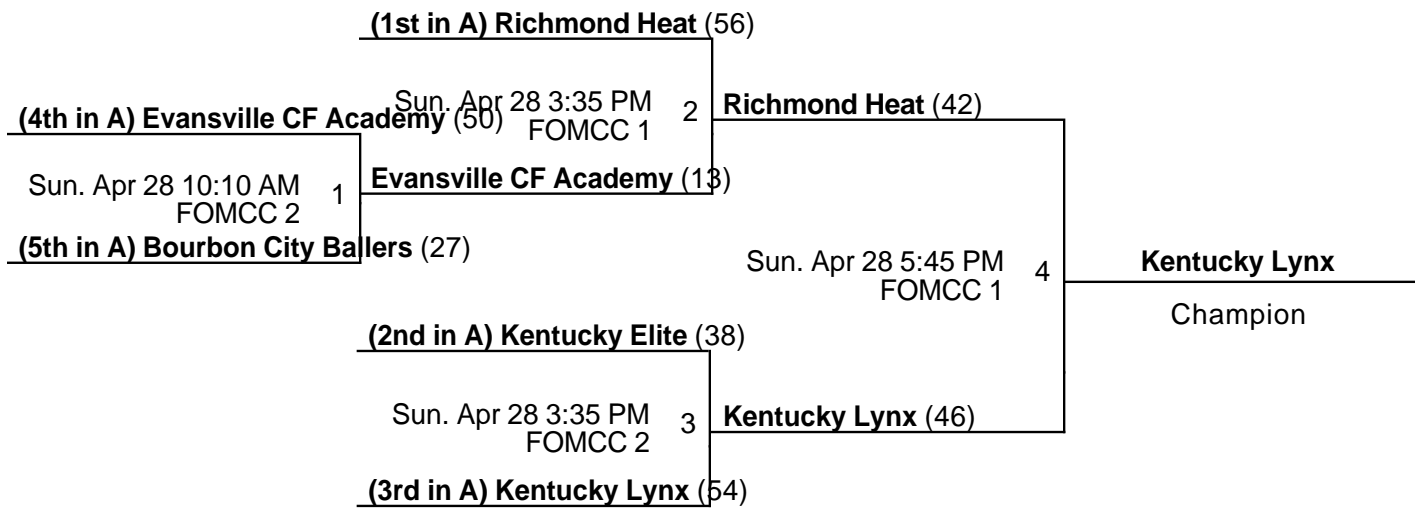 (1st in A) Richmond Heat (56)
Sun. Apr 28 3:35 PM
FOMCC 1
2
Richmond Heat (42)
(4th in A) Evansville CF Academy (50)
Sun. Apr 28 10:10 AM
FOMCC 2
1
Evansville CF Academy (13)
(5th in A) Bourbon City Ballers (27)
Sun. Apr 28 5:45 PM
FOMCC 1
4
Kentucky Lynx
Champion
(2nd in A) Kentucky Elite (38)
Sun. Apr 28 3:35 PM
FOMCC 2
3
Kentucky Lynx (46)
(3rd in A) Kentucky Lynx (54)